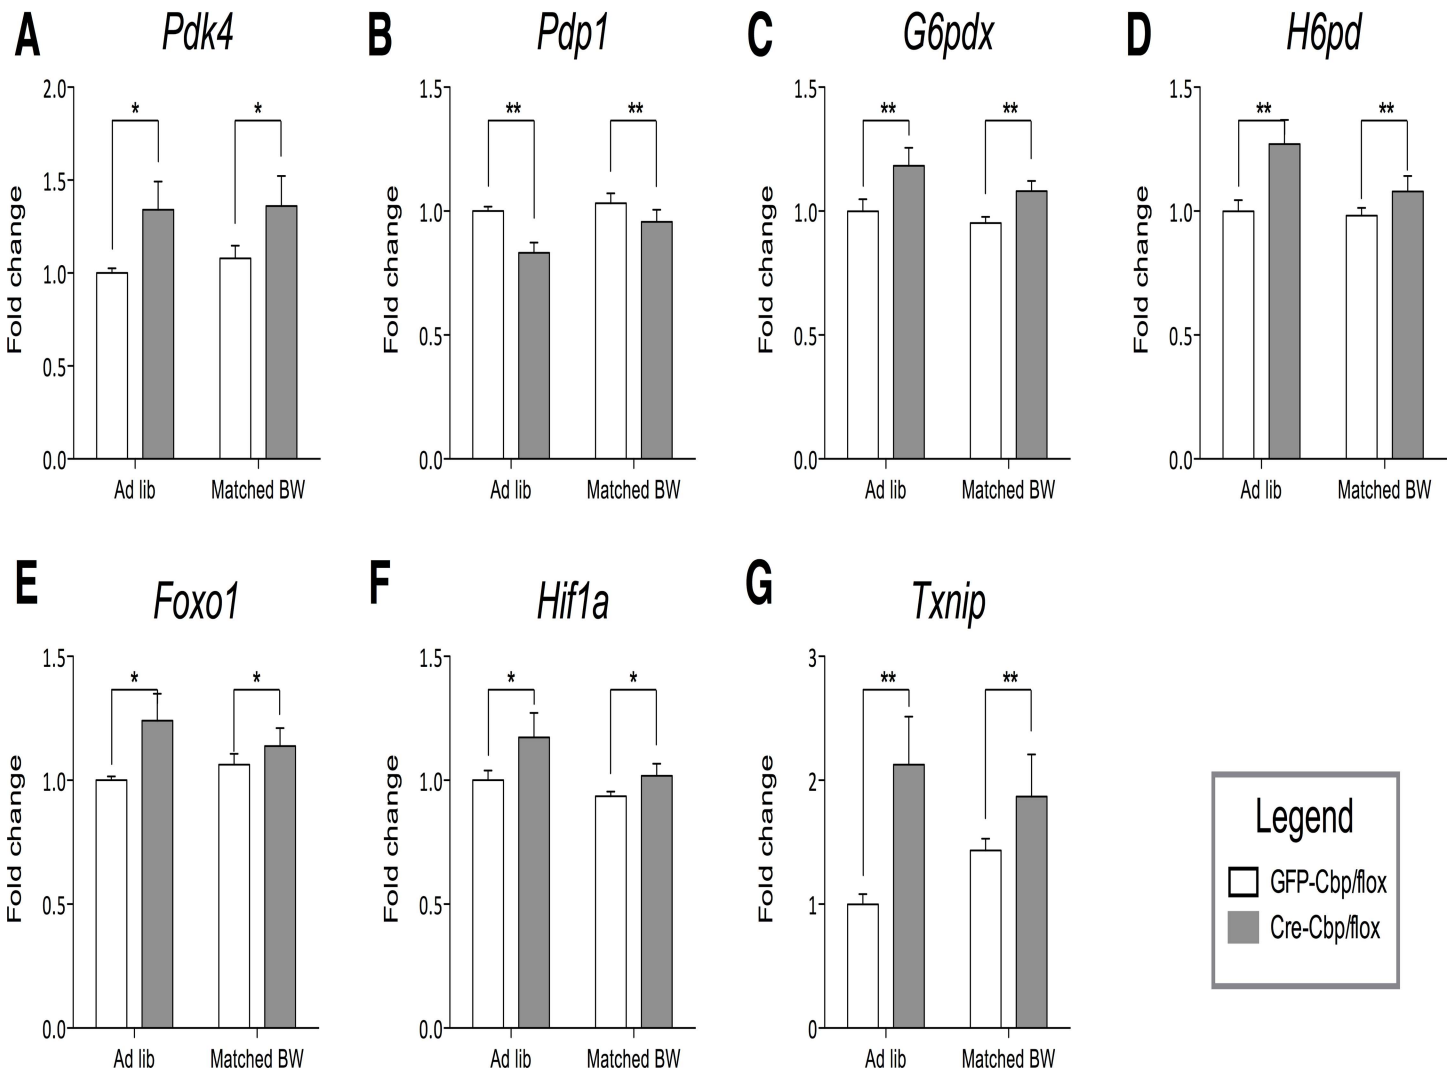 A
Pdk4
2.0
1.5
1.0
0.5
0.0
Fold change
*
*
Ad lib
Matched BW
B
Pdp1
1.5
1.0
0.5
0.0
Fold change
**
**
Ad lib
Matched BW
C
G6pdx
1.5
1.0
0.5
0.0
Fold change
**
**
Ad lib
Matched BW
D
H6pd
1.5
1.0
0.5
0.0
Fold change
**
**
Ad lib
Matched BW
E
Foxo1
1.5
1.0
0.5
0.0
Fold change
*
*
Ad lib
Matched BW
F
Hif1a
1.5
1.0
0.5
0.0
Fold change
*
*
Ad lib
Matched BW
G
Txnip
3
2
1
0
Fold change
**
**
Ad lib
Matched BW
Legend
GFP-Cbp/flox
Cre-Cbp/flox